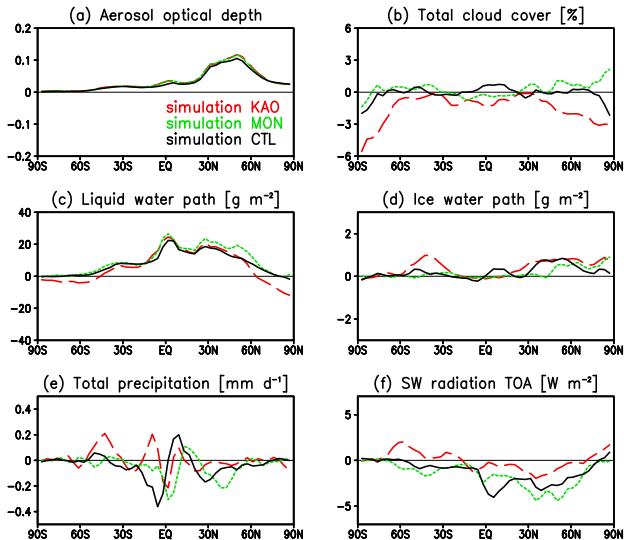 (a) Aerosol optical depth
0.2
0.1
0
0.1
0.2
simulation KAO
simulation MON
simulation CTL
90S 60S 30S EQ 30N 60N 90N
(b) Total cloud cover [%]
6
3
0
-3
-6
90S 60S 30S EQ 30N 60N 90N
(c) Liquid water path [g m⁻²]
40
20
0
-20
-40
90S 60S 30S EQ 30N 60N 90N
(d) Ice water path [g m⁻²]
2
0
-2
90S 60S 30S EQ 30N 60N 90N
(e) Total precipitation [mm d⁻¹]
0.4
0.2
0
-0.2
-0.4
90S 60S 30S EQ 30N 60N 90N
(f) SW radiation TOA [W m⁻²]
5
0
-5
90S 60S 30S EQ 30N 60N 90N